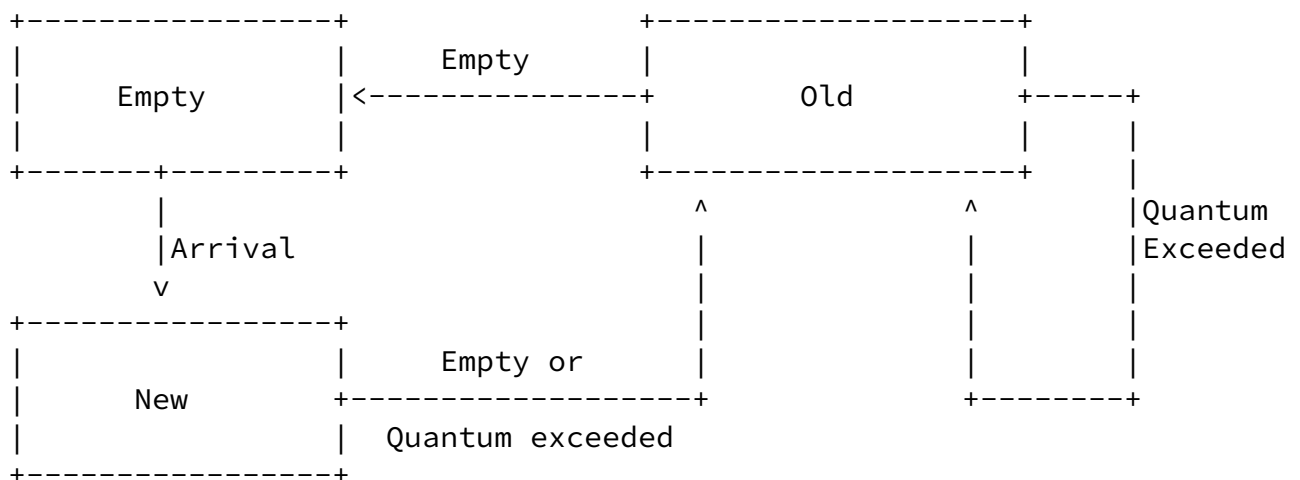 Empty
Empty
Old
Arrival
Quantum
Exceeded
New
Empty or
Quantum exceeded